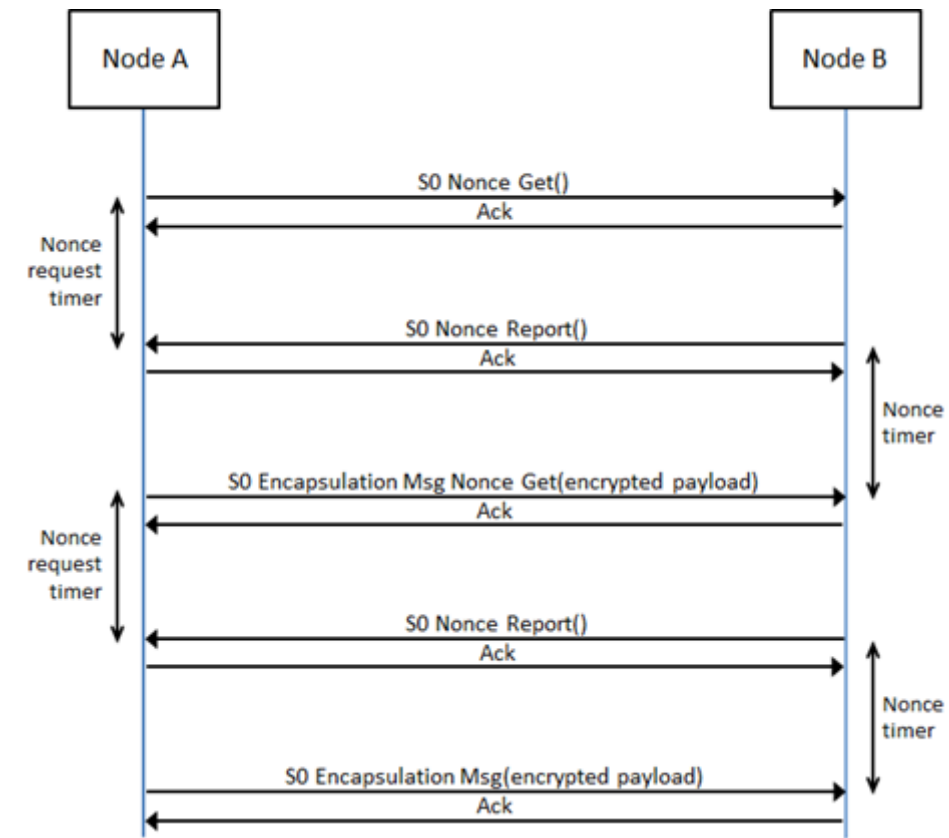 Node A
Node B
S0 Nonce Get()
Ack
Nonce
request
timer
S0 Nonce Report()
Ack
Nonce
timer
S0 Encapsulation Msg Nonce Get(encrypted payload)
Ack
Nonce
request
timer
S0 Nonce Report()
Ack
Nonce
timer
S0 Encapsulation Msg(encrypted payload)
Ack